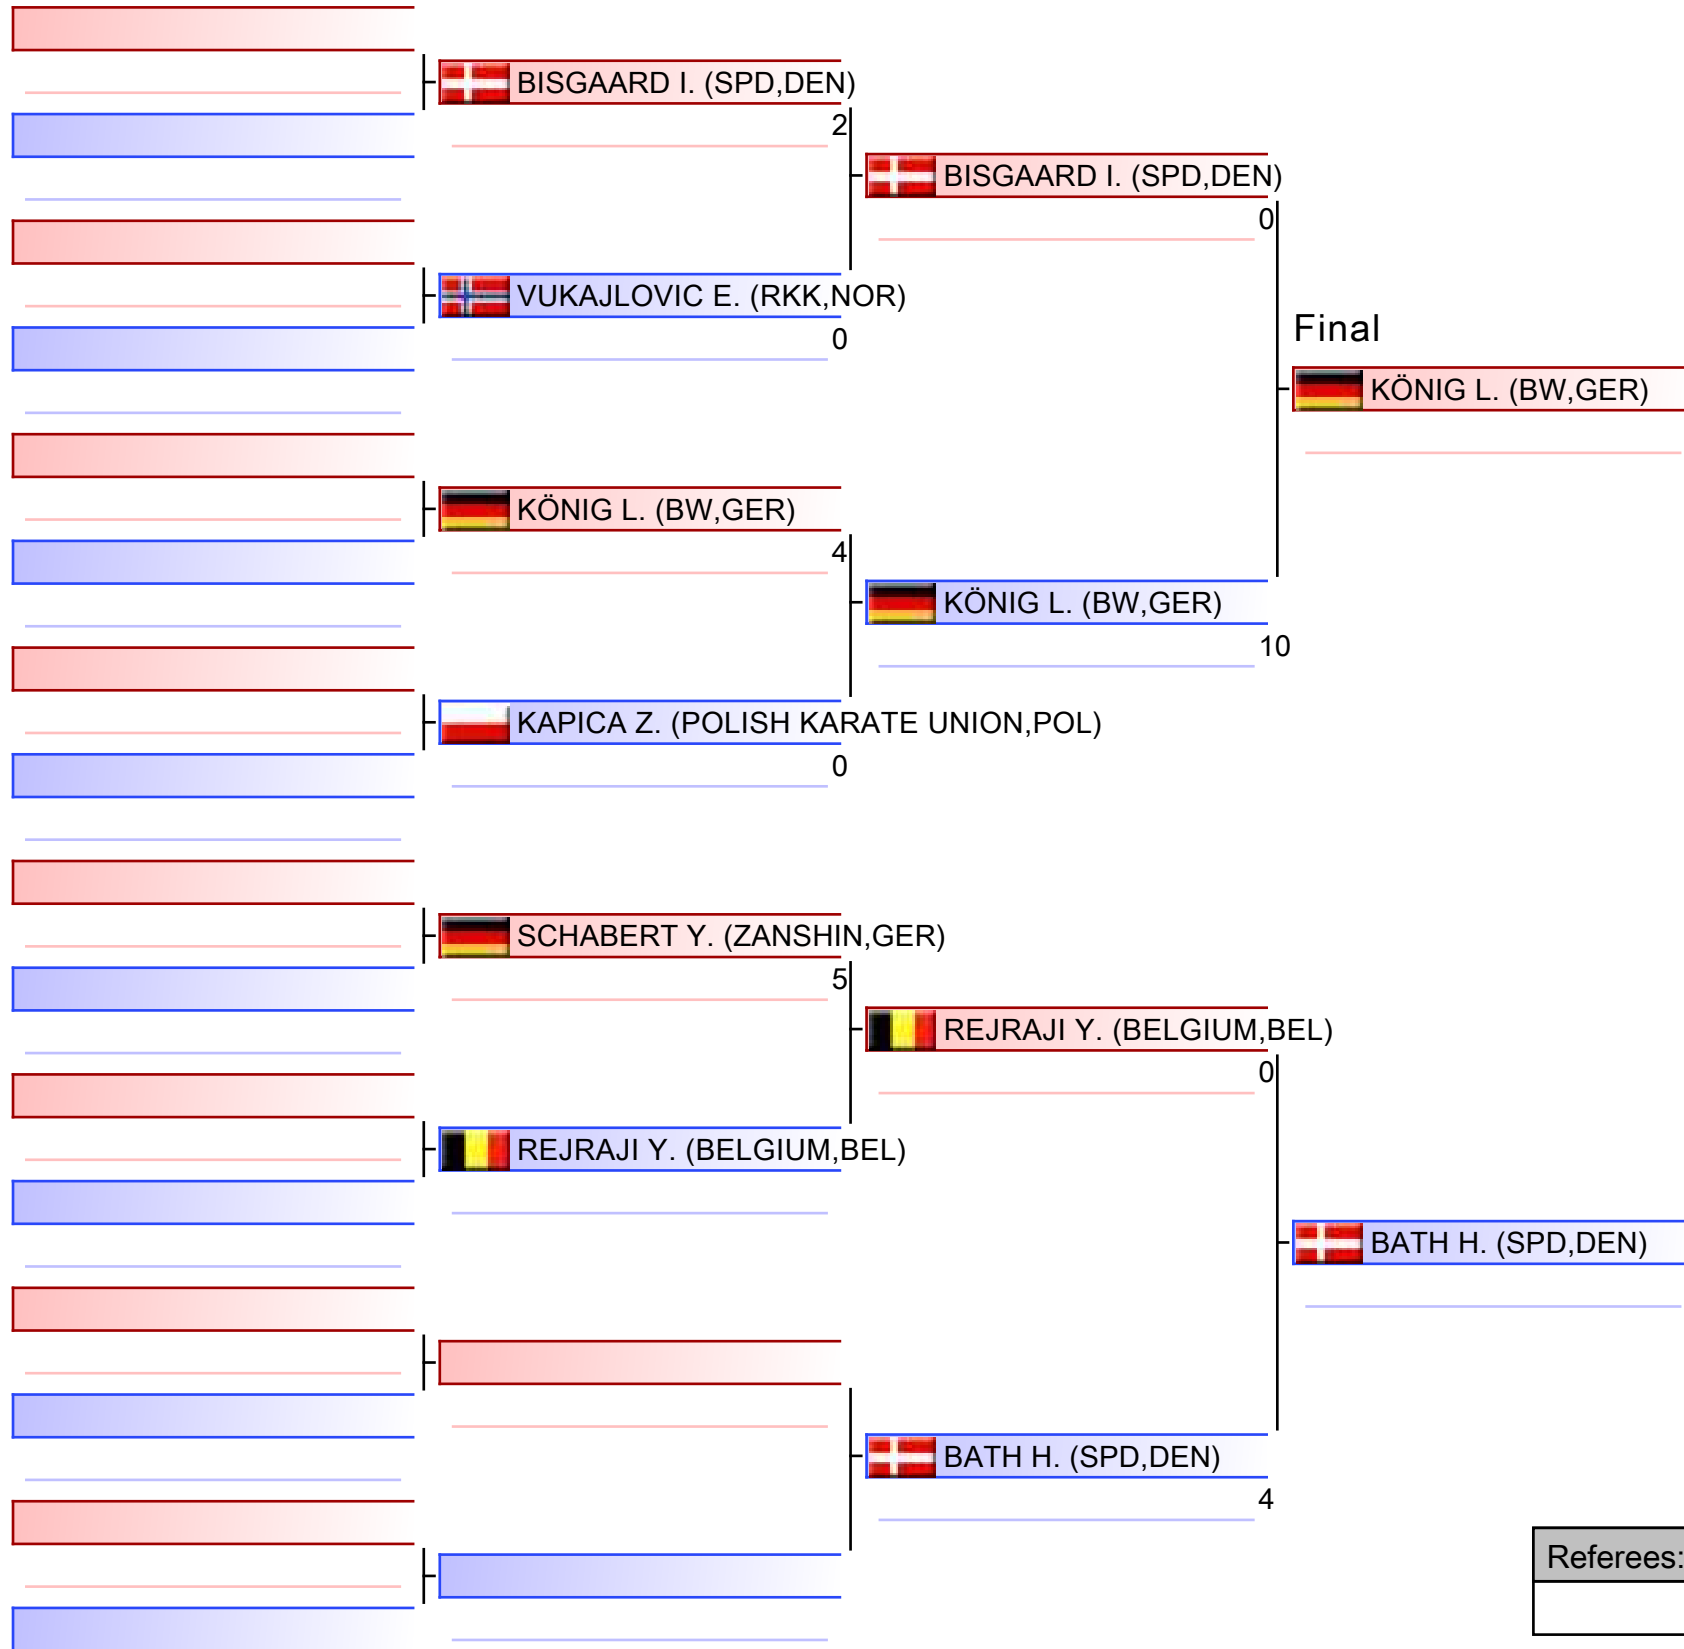 BISGAARD I. (SPD,DEN)
2
BISGAARD I. (SPD,DEN)
0
VUKAJLOVIC E. (RKK,NOR)
0
Final
KÖNIG L. (BW,GER)
KÖNIG L. (BW,GER)
4
KÖNIG L. (BW,GER)
10
KAPICA Z. (POLISH KARATE UNION,POL)
0
SCHABERT Y. (ZANSHIN,GER)
5
REJRAJI Y. (BELGIUM,BEL)
0
REJRAJI Y. (BELGIUM,BEL)
BATH H. (SPD,DEN)
BATH H. (SPD,DEN)
4
Referees: